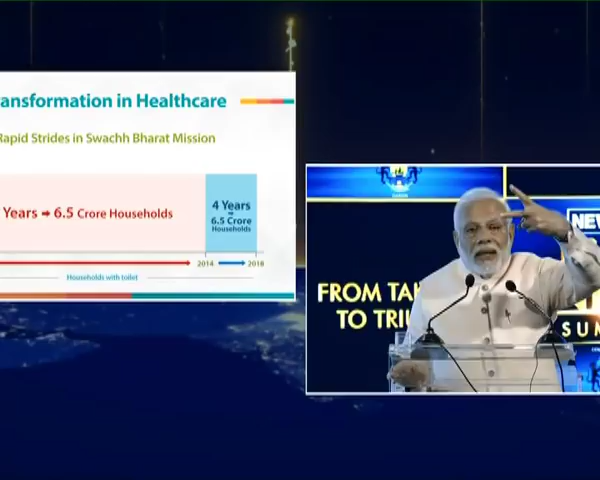 ansformation in Healthcare
Rapid Strides in Swachh Bharat Mission
Years ➡ 6.5 Crore Households
4 Years
6.5 Crore
Households
2014
2018
Households with toilet
NEW
FROM TA
TO TRI
SUM